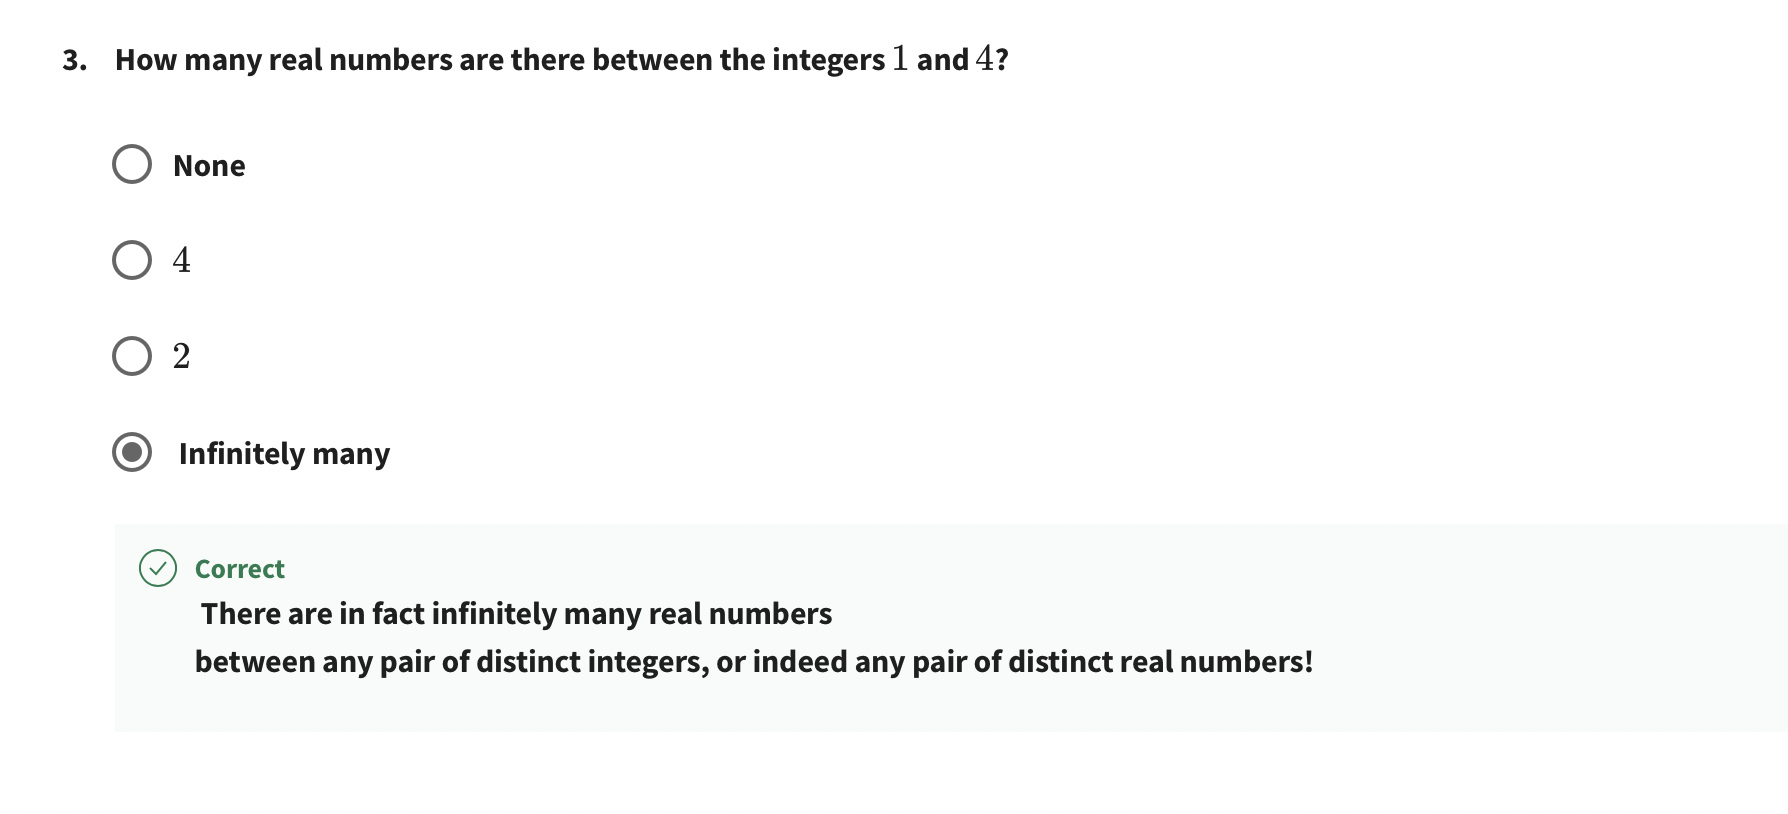 3. How many real numbers are there between the integers 1 and 4?
None
4
2
Infinitely many
Correct
There are in fact infinitely many real numbers
between any pair of distinct integers, or indeed any pair of distinct real numbers!